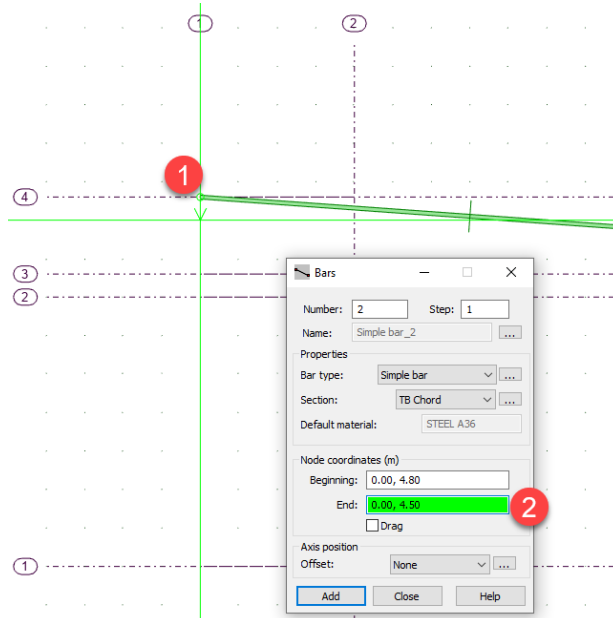 1
2
1
4
3
2
1
Bars
Number: 2 Step: 1
Name: Simple bar_2 ...
Properties
Bar type: Simple bar ...
Section: TB Chord ...
Default material: STEEL A36
Node coordinates (m)
Beginning: 0.00, 4.80
End: 0.00, 4.50
2
Drag
Axis position
Offset: None ...
Add Close Help